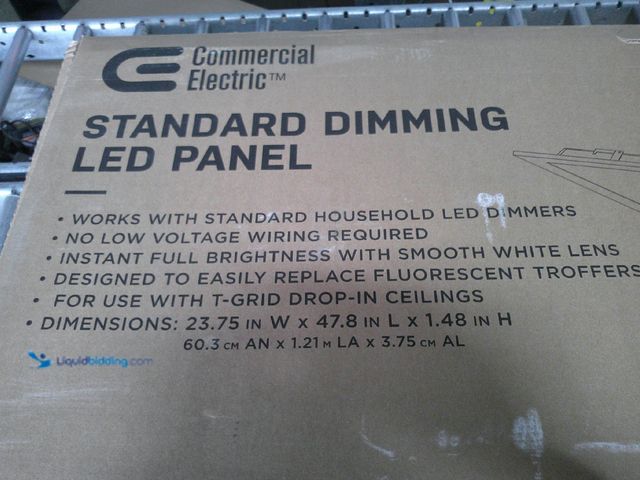 Commercial
Electric™
STANDARD DIMMING
LED PANEL
• WORKS WITH STANDARD HOUSEHOLD LED DIMMERS
• NO LOW VOLTAGE WIRING REQUIRED
• INSTANT FULL BRIGHTNESS WITH SMOOTH WHITE LENS
• DESIGNED TO EASILY REPLACE FLUORESCENT TROFFERS
• FOR USE WITH T-GRID DROP-IN CEILINGS
• DIMENSIONS: 23.75 IN W x 47.8 IN L x 1.48 IN H
60.3 CM AN x 1.21 M LA x 3.75 CM AL
Liquidbidding.com